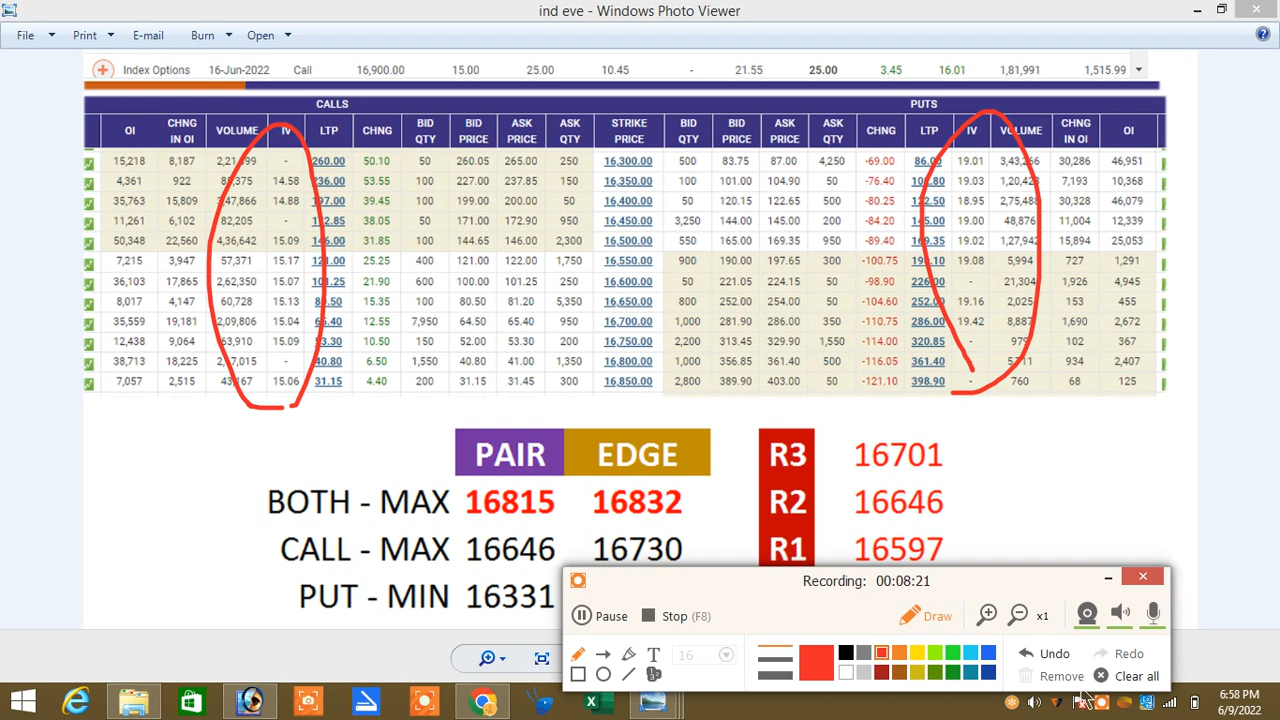 ind eve - Windows Photo Viewer
File Print E-mail Burn Open
Index Options 16-Jun-2022 Call 16,900.00 15.00 25.00 10.45 - 21.55 25.00 3.45 16.01 1,81,991 1,515.99
CALLS PUTS
OI CHNG IN OI VOLUME IV LTP CHNG BID QTY BID PRICE ASK PRICE ASK QTY STRIKE PRICE BID QTY BID PRICE ASK PRICE ASK QTY CHNG LTP IV VOLUME CHNG IN OI OI
15,218 8,187 - 260.00 50.10 50 260.05 265.00 250 16,300.00 500 83.75 87.00 4,250 -69.00 19.01 30,286 46,951
4,361 922 14.58 236.00 53.55 100 227.00 237.85 150 16,350.00 100 101.00 104.90 50 -76.40 19.03 7,193 10,368
35,763 15,809 14.88 39.45 100 199.00 200.00 50 16,400.00 50 120.15 122.65 500 -80.25 18.95 30,328 46,079
11,261 6,102 82,205 - 38.05 50 171.00 172.90 950 16,450.00 3,250 144.00 145.00 200 -84.20 19.00 48,876 11,004 12,339
50,348 22,560 4,36,642 15.09 31.85 100 144.65 146.00 2,300 16,500.00 550 165.00 169.35 950 -89.40 19.02 15,894 25,053
7,215 3,947 57,371 15.17 25.25 400 121.00 122.00 1,750 16,550.00 900 190.00 197.35 300 -100.75 19.08 5,994 727 1,291
36,103 17,865 2,62,350 15.07 21.90 600 100.00 101.25 250 16,600.00 50 221.05 224.15 50 -98.90 226.00 - 21,304 1,926 4,945
8,017 4,147 60,728 15.13 15.35 100 80.50 81.20 5,350 16,650.00 800 252.00 254.00 50 -104.60 252.00 19.16 153 455
35,559 19,181 2,09,806 15.04 12.55 7,950 64.50 65.40 950 16,700.00 1,000 281.90 286.00 350 -110.75 286.00 19.42 1,690 2,672
12,438 9,064 63,910 15.09 10.50 150 52.00 53.30 200 16,750.00 2,200 313.45 329.90 1,550 -114.00 320.85 - 102 367
38,713 18,225 - 40.80 6.50 1,550 40.80 41.00 1,350 16,800.00 1,000 356.85 361.40 500 -116.05 361.40 934 2,407
7,057 2,515 15.06 31.15 4.40 200 31.15 31.45 300 16,850.00 2,800 389.90 403.00 50 -121.10 398.90 - 760 68 125
PAIR EDGE R3 16701
BOTH - MAX 16815 16832 R2 16646
CALL - MAX 16646 16730 R1 16597
PUT - MIN 16331
Recording: 00:08:21
Pause Stop (F8) Draw x1
T 16 Undo Redo
Remove Clear all
6:58 PM
6/9/2022